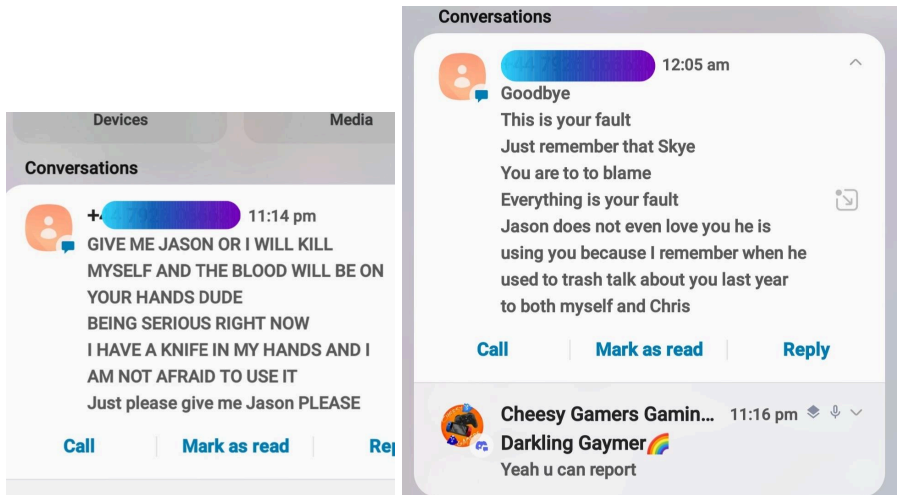 Devices
Media
Conversations
11:14 pm
GIVE ME JASON OR I WILL KILL
MYSELF AND THE BLOOD WILL BE ON
YOUR HANDS DUDE
BEING SERIOUS RIGHT NOW
I HAVE A KNIFE IN MY HANDS AND I
AM NOT AFRAID TO USE IT
Just please give me Jason PLEASE
Call
Mark as read
Rep
Conversations
12:05 am
Goodbye
This is your fault
Just remember that Skye
You are to to blame
Everything is your fault
Jason does not even love you he is
using you because I remember when he
used to trash talk about you last year
to both myself and Chris
Call
Mark as read
Reply
Cheesy Gamers Gamin... 11:16 pm
Darkling Gaymer🌈
Yeah u can report